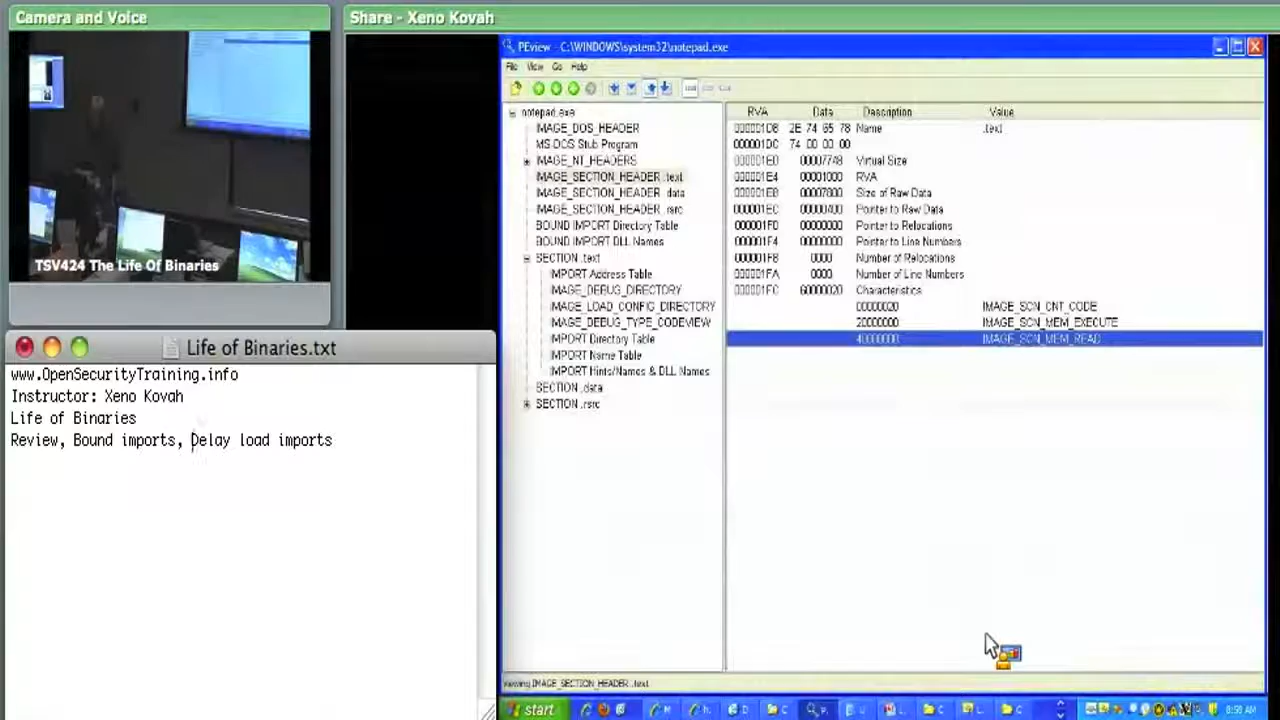 Camera and Voice
TSV424 The Life Of Binaries
Life of Binaries.txt
www.OpenSecurityTraining.info
Instructor: Xeno Kovah
Life of Binaries
Review, Bound imports, Delay load imports
Share - Xeno Kovah
PEview - C:\WINDOWS\system32\notepad.exe
File View Go Help
notepad.exe
IMAGE_DOS_HEADER
MS-DOS Stub Program
IMAGE_NT_HEADERS
IMAGE_SECTION_HEADER .text
IMAGE_SECTION_HEADER .data
IMAGE_SECTION_HEADER .rsrc
BOUND IMPORT Directory Table
BOUND IMPORT DLL Names
SECTION .text
IMPORT Address Table
IMAGE_DEBUG_DIRECTORY
IMAGE_LOAD_CONFIG_DIRECTORY
IMAGE_DEBUG_TYPE_CODEVIEW
IMPORT Directory Table
IMPORT Name Table
IMPORT Hints/Names & DLL Names
SECTION .data
SECTION .rsrc
RVA Data Description Value
000001D8 2E 74 65 78 Name .text
000001DC 74 00 00 00
000001E0 00007748 Virtual Size
000001E4 00001000 RVA
000001E8 00007800 Size of Raw Data
000001EC 00000400 Pointer to Raw Data
000001F0 00000000 Pointer to Relocations
000001F4 00000000 Pointer to Line Numbers
000001F8 0000 Number of Relocations
000001FA 0000 Number of Line Numbers
000001FC 60000020 Characteristics
00000020 IMAGE_SCN_CNT_CODE
20000000 IMAGE_SCN_MEM_EXECUTE
40000000 IMAGE_SCN_MEM_READ
Viewing IMAGE_SECTION_HEADER .text
start
8:58 AM